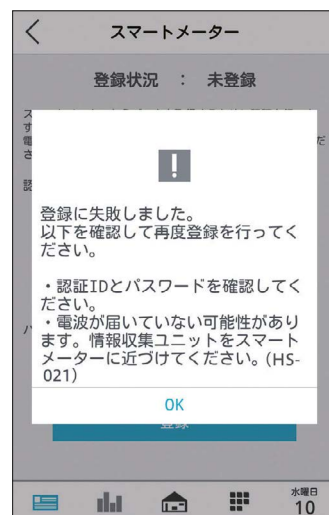 スマートメーター
登録状況 : 未登録
登録に失敗しました。
以下を確認して再度登録を行ってく
ださい。
・認証IDとパスワードを確認してく
ださい。
・電波が届いていない可能性があり
ます。情報収集ユニットをスマート
メーターに近づけてください。(HS-
021)
OK
水曜日
10